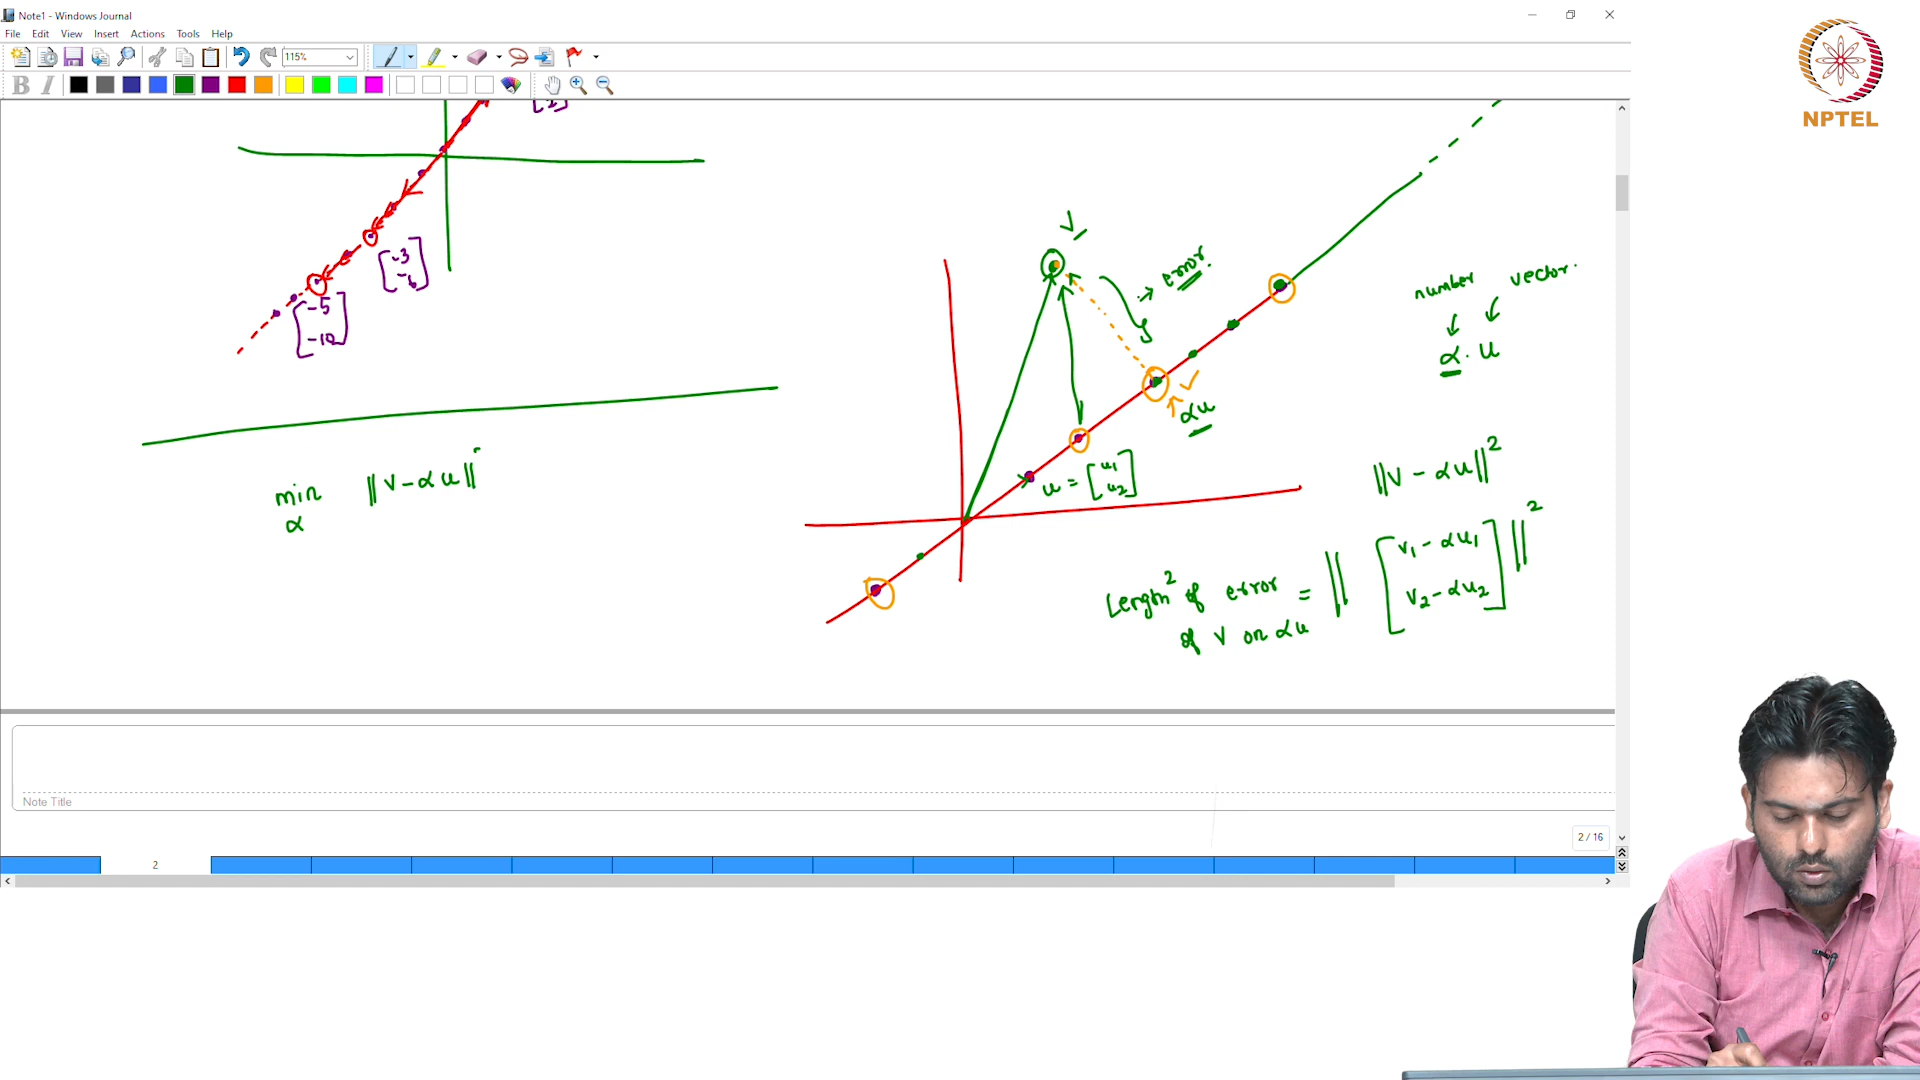 Note1 - Windows Journal
File Edit View Insert Actions Tools Help
115%
B I
NPTEL
[-3
-6]
[-5
-10]
min ||v-αu||
α
v
→ error.
number vector.
α . u
αu
u = [u1
u2]
||v - αu||²
Length² of error = || [v1 - αu1
v2 - αu2] ||²
of v on αu
Note Title
2 / 16
2